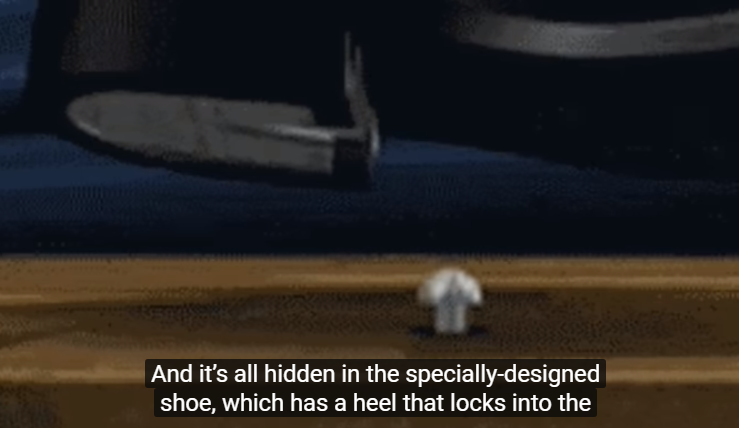 And it’s all hidden in the specially-designed
shoe, which has a heel that locks into the